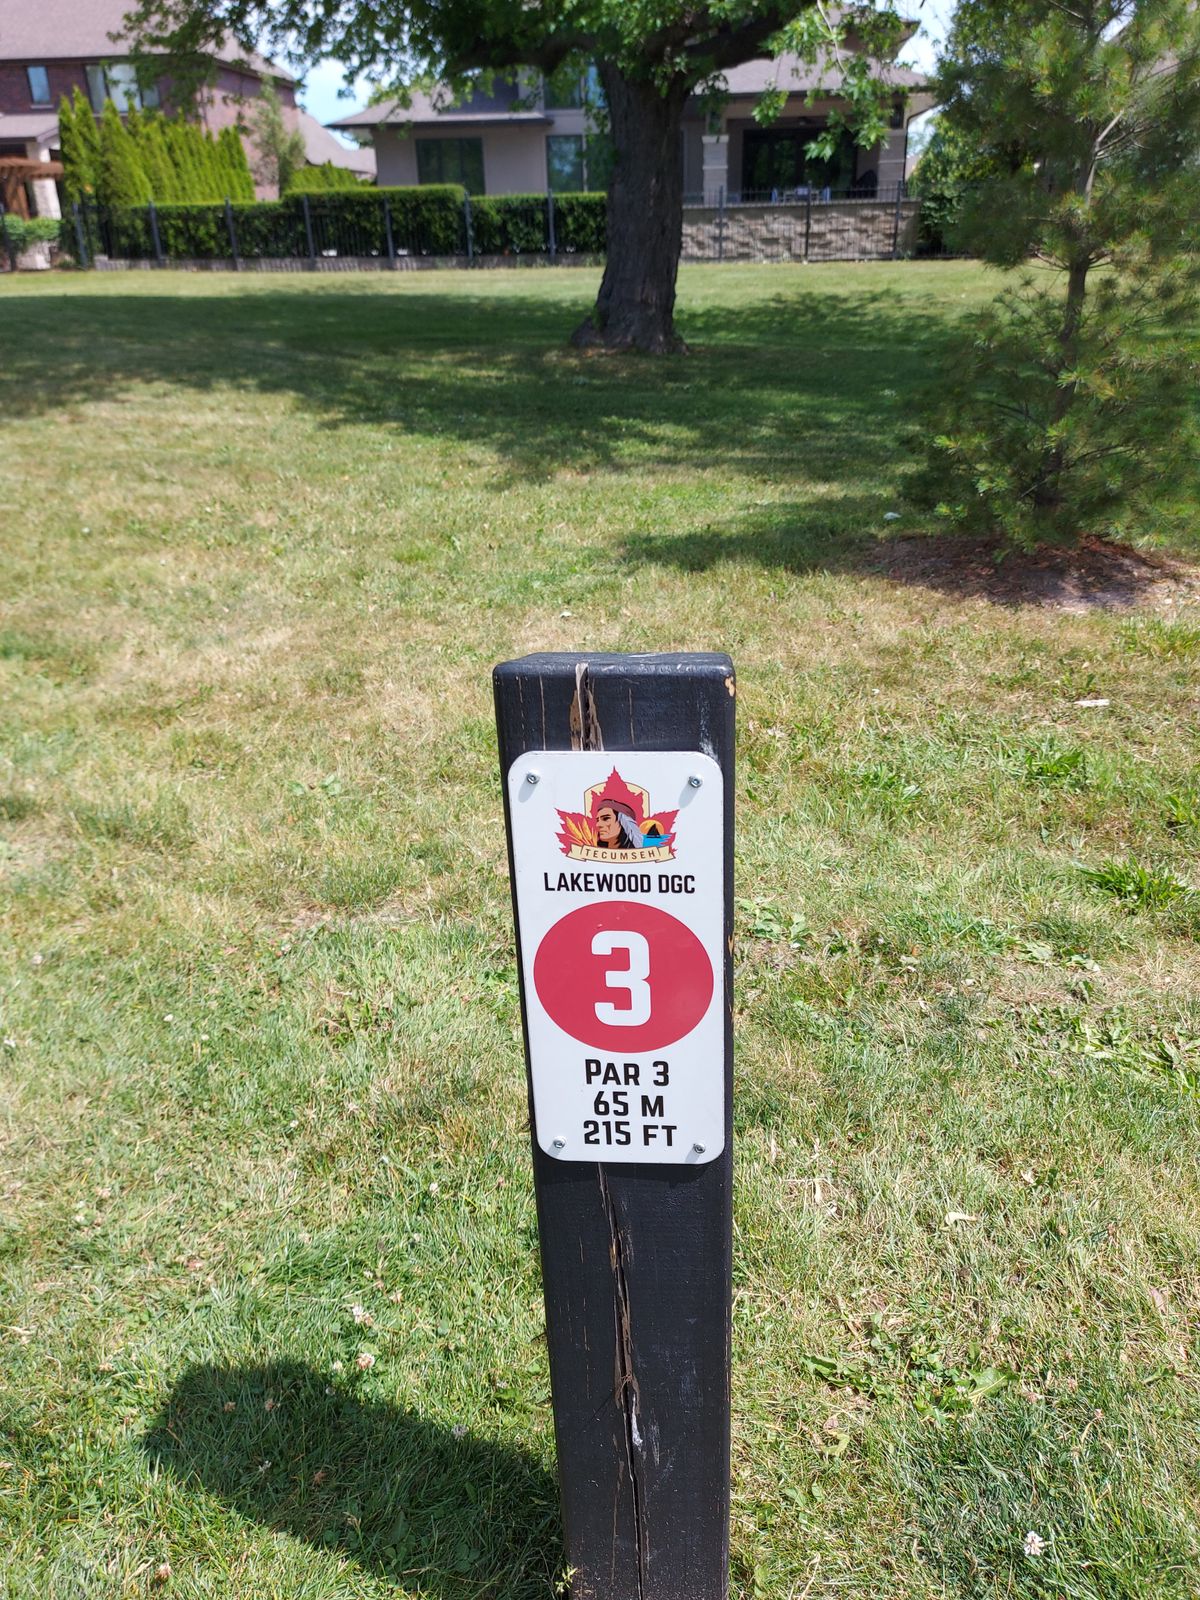 TECUMSEH
LAKEWOOD DGC
3
PAR 3
65 M
215 FT